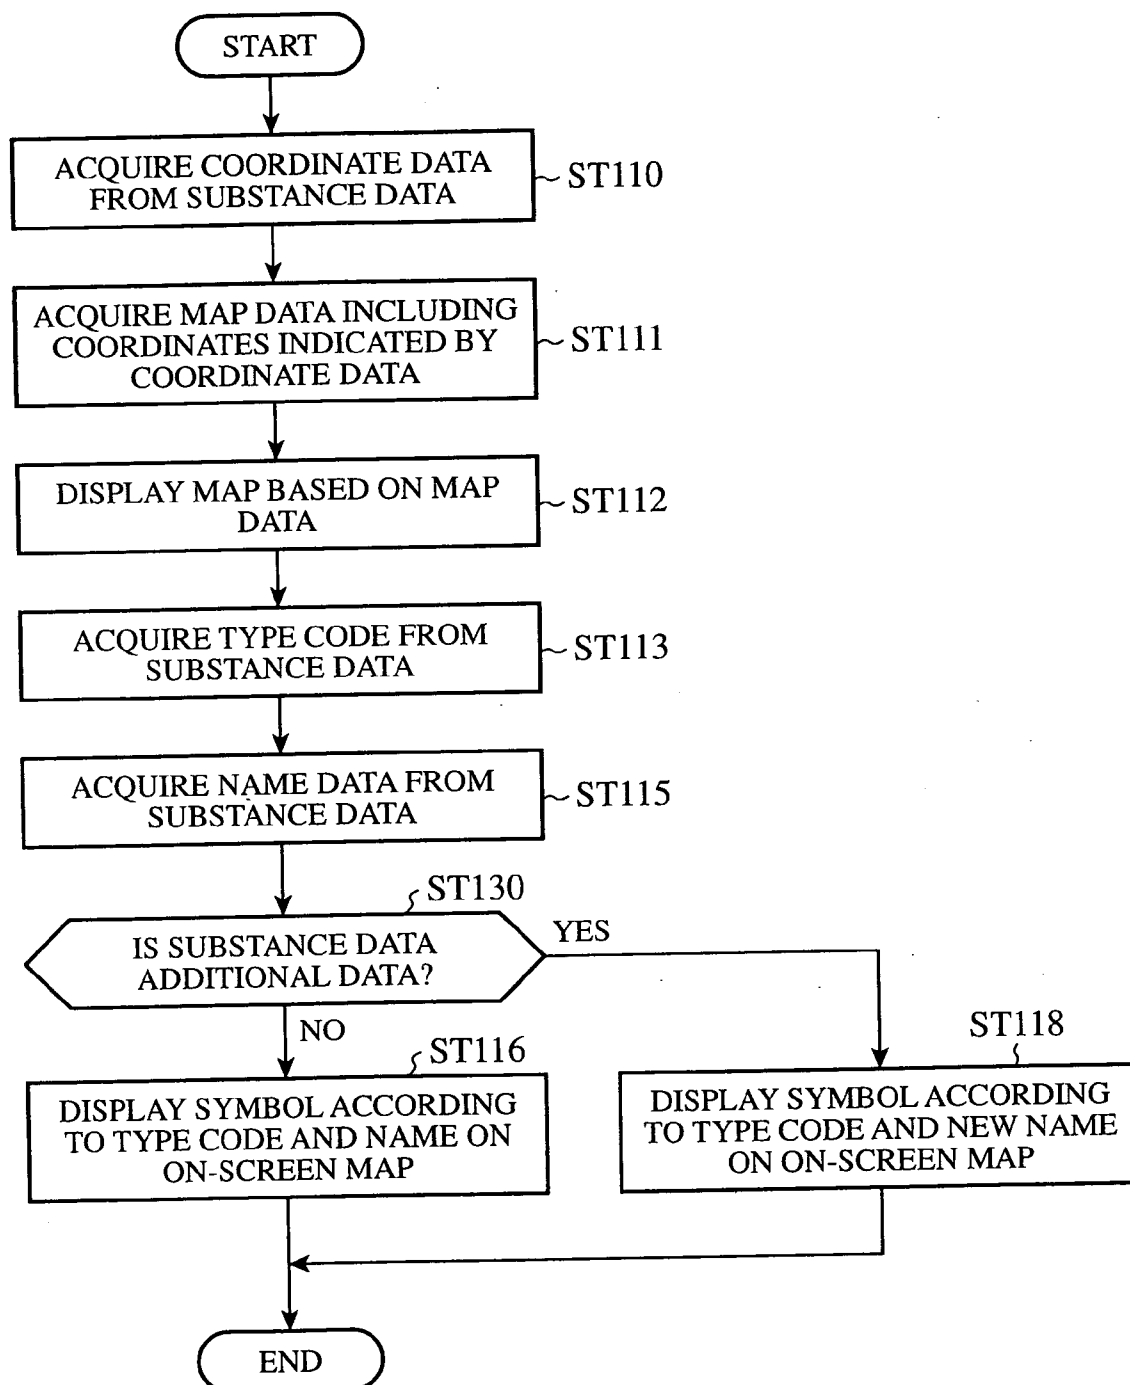 START
ACQUIRE COORDINATE DATA
FROM SUBSTANCE DATA
ST110
ACQUIRE MAP DATA INCLUDING
COORDINATES INDICATED BY
COORDINATE DATA
ST111
DISPLAY MAP BASED ON MAP
DATA
ST112
ACQUIRE TYPE CODE FROM
SUBSTANCE DATA
ST113
ACQUIRE NAME DATA FROM
SUBSTANCE DATA
ST115
ST130
IS SUBSTANCE DATA
ADDITIONAL DATA?
YES
NO
ST116
DISPLAY SYMBOL ACCORDING
TO TYPE CODE AND NAME ON
ON-SCREEN MAP
ST118
DISPLAY SYMBOL ACCORDING
TO TYPE CODE AND NEW NAME
ON ON-SCREEN MAP
END